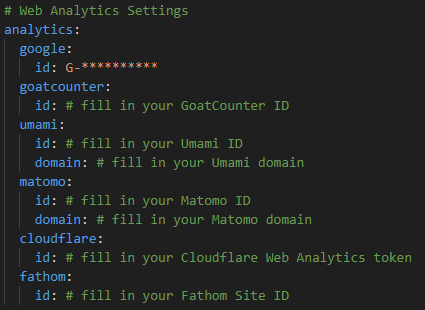 # Web Analytics Settings
analytics:
  google:
    id: G-**********
  goatcounter:
    id: # fill in your GoatCounter ID
  umami:
    id: # fill in your Umami ID
    domain: # fill in your Umami domain
  matomo:
    id: # fill in your Matomo ID
    domain: # fill in your Matomo domain
  cloudflare:
    id: # fill in your Cloudflare Web Analytics token
  fathom:
    id: # fill in your Fathom Site ID